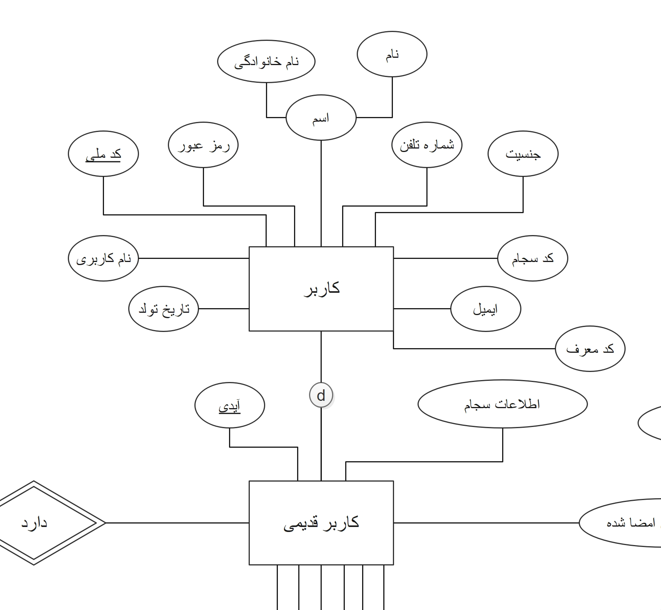 نام
نام خانوادگی
اسم
کد ملی
رمز عبور
شماره تلفن
جنسیت
نام کاربری
کاربر
کد سجام
تاریخ تولد
ایمیل
کد معرف
d
آیدی
اطلاعات سجام
دارد
کاربر قدیمی
امضا شده